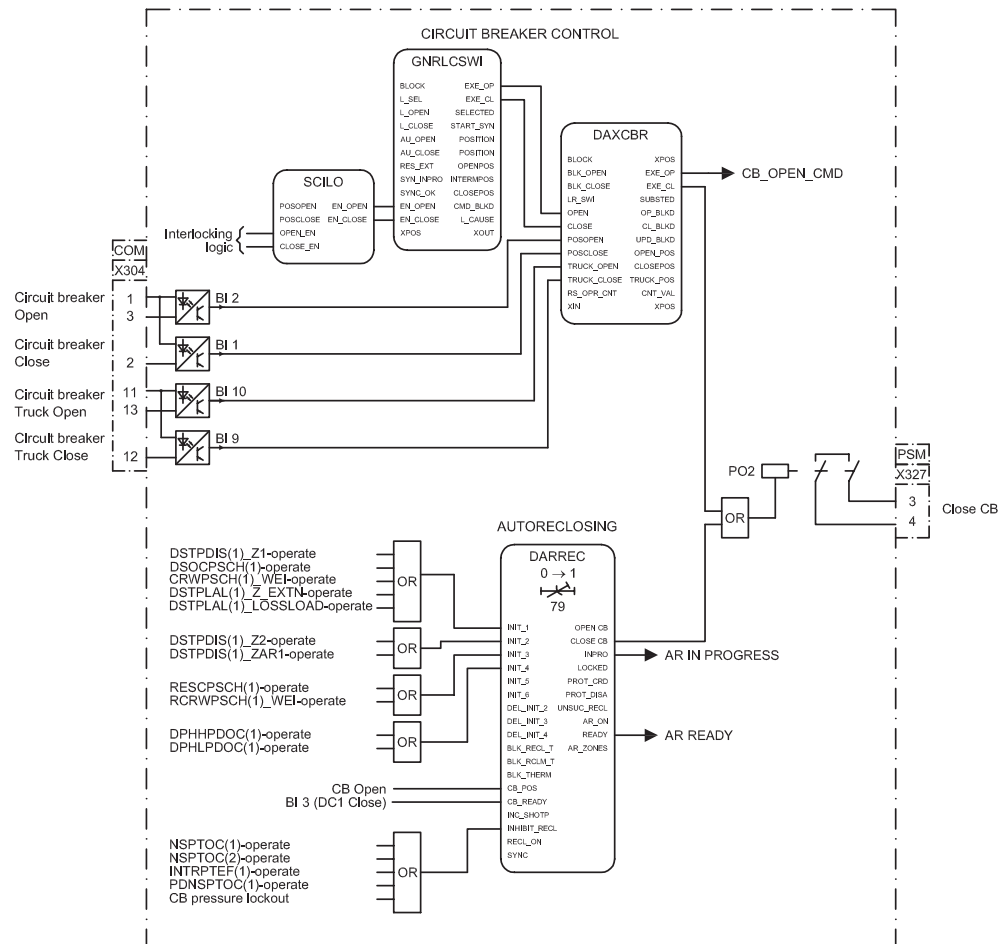 CIRCUIT BREAKER CONTROL
GNRLCSWI
BLOCK EXE_OP
L_SEL EXE_CL
L_OPEN SELECTED
L_CLOSE START_SYN
AU_OPEN POSITION
AU_CLOSE POSITION
RES_EXT OPENPOS
SYN_INPRO INTERMPOS
SYNC_OK CLOSEPOS
EN_OPEN CMD_BLKD
EN_CLOSE L_CAUSE
XPOS XOUT
DAXCBR
BLOCK XPOS
BLK_OPEN EXE_OP
BLK_CLOSE EXE_CL
LR_SWI SUBSTED
OPEN OP_BLKD
CLOSE CL_BLKD
POSOPEN UPD_BLKD
POSCLOSE OPEN_POS
TRUCK_OPEN CLOSEPOS
TRUCK_CLOSE TRUCK_POS
RS_OPR_CNT CNT_VAL
XIN XPOS
CB_OPEN_CMD
SCILO
POSOPEN EN_OPEN
POSCLOSE EN_CLOSE
OPEN_EN
CLOSE_EN
Interlocking
logic
COM
X304
Circuit breaker
Open
1
3
BI 2
Circuit breaker
Close
2
BI 1
Circuit breaker
Truck Open
11
13
BI 10
Circuit breaker
Truck Close
12
BI 9
PSM
X327
3
4
Close CB
PO2
OR
AUTORECLOSING
DARREC
0 → 1
79
INIT_1 OPEN CB
INIT_2 CLOSE CB
INIT_3 INPRO
INIT_4 LOCKED
INIT_5 PROT_CRD
INIT_6 PROT_DISA
DEL_INIT_2 UNSUC_RECL
DEL_INIT_3 AR_ON
DEL_INIT_4 READY
BLK_RECL_T AR_ZONES
BLK_RCLM_T
BLK_THERM
CB_POS
CB_READY
INC_SHOTP
INHIBIT_RECL
RECL_ON
SYNC
AR IN PROGRESS
AR READY
DSTPDIS(1)_Z1-operate
DSOCPSCH(1)-operate
CRWPSCH(1)_WEI-operate
DSTPLAL(1)_Z_EXTN-operate
DSTPLAL(1)_LOSSLOAD-operate
OR
DSTPDIS(1)_Z2-operate
DSTPDIS(1)_ZAR1-operate
OR
RESCPSCH(1)-operate
RCRWPSCH(1)_WEI-operate
OR
DPHHPDOC(1)-operate
DPHLPDOC(1)-operate
OR
CB Open
BI 3 (DC1 Close)
NSPTOC(1)-operate
NSPTOC(2)-operate
INTRPTEF(1)-operate
PDNSPTOC(1)-operate
CB pressure lockout
OR